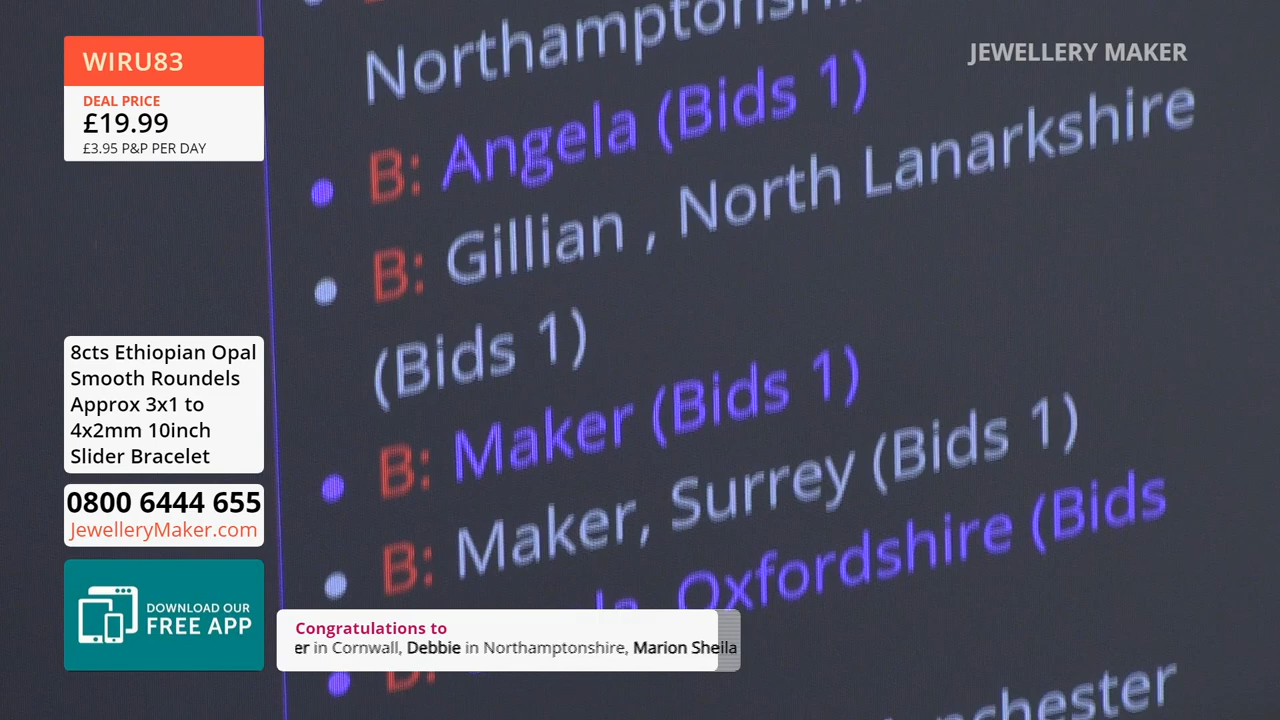 WIRU83
DEAL PRICE
£19.99
£3.95 P&P PER DAY
JEWELLERY MAKER
B: Angela (Bids 1)
B: Gillian , North Lanarkshire
(Bids 1)
B: Maker (Bids 1)
B: Maker, Surrey (Bids 1)
Oxfordshire (Bids
8cts Ethiopian Opal
Smooth Roundels
Approx 3x1 to
4x2mm 10inch
Slider Bracelet
0800 6444 655
JewelleryMaker.com
DOWNLOAD OUR
FREE APP
Congratulations to
er in Cornwall, Debbie in Northamptonshire, Marion Sheila